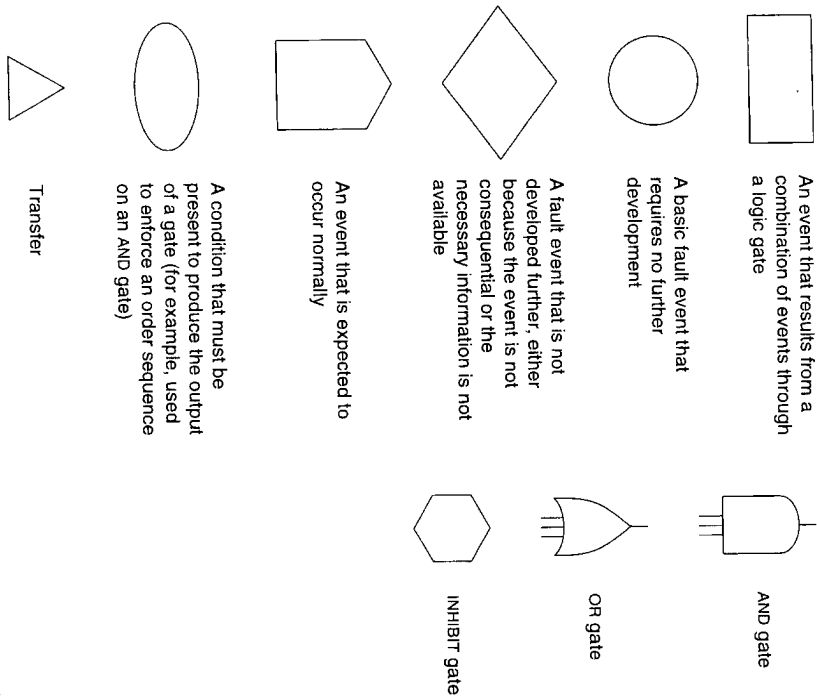 An event that results from a
combination of events through
a logic gate
A basic fault event that
requires no further
development
A fault event that is not
developed further, either
because the event is not
consequential or the
necessary information is not
available
An event that is expected to
occur normally
A condition that must be
present to produce the output
of a gate (for example, used
to enforce an order sequence
on an AND gate)
Transfer
AND gate
OR gate
INHIBIT gate